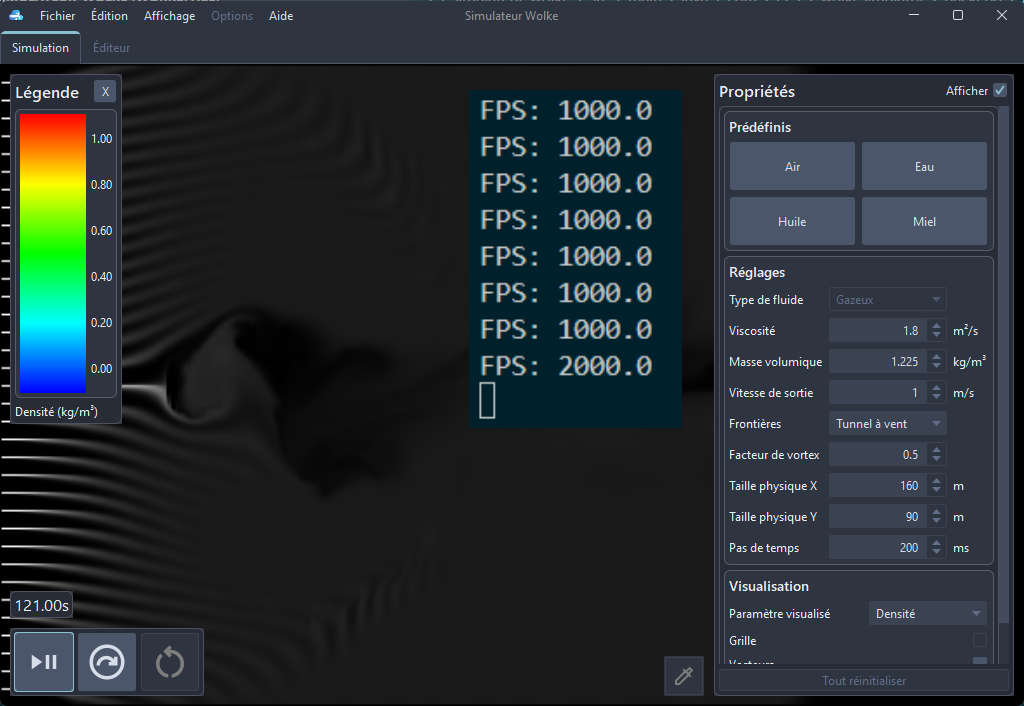 Fichier Édition Affichage Options Aide Simulateur Wolke
Simulation Éditeur
Légende X
1.00
0.80
0.60
0.40
0.20
0.00
Densité (kg/m³)
FPS: 1000.0
FPS: 1000.0
FPS: 1000.0
FPS: 1000.0
FPS: 1000.0
FPS: 1000.0
FPS: 1000.0
FPS: 2000.0
Propriétés Afficher
Prédéfinis
Air Eau
Huile Miel
Réglages
Type de fluide Gazeux
Viscosité 1.8 m²/s
Masse volumique 1.225 kg/m³
Vitesse de sortie 1 m/s
Frontières Tunnel à vent
Facteur de vortex 0.5
Taille physique X 160 m
Taille physique Y 90 m
Pas de temps 200 ms
Visualisation
Paramètre visualisé Densité
Grille
Vecteurs
Tout réinitialiser
121.00s